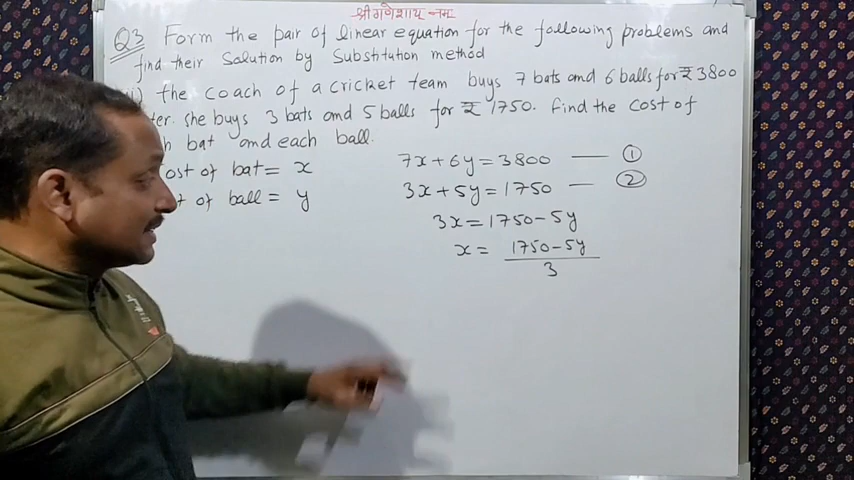 श्री गणेशाय नमः
Q3 Form the pair of linear equation for the following problems and
find their solution by Substitution method
) the coach of a cricket team buys 7 bats and 6 balls for ₹3800
she buys 3 bats and 5 balls for ₹1750. find the cost of
bat and each ball.
cost of bat = x
of ball = y
7x+6y=3800 — ①
3x+5y=1750 — ②
3x=1750-5y
x= 1750-5y
3